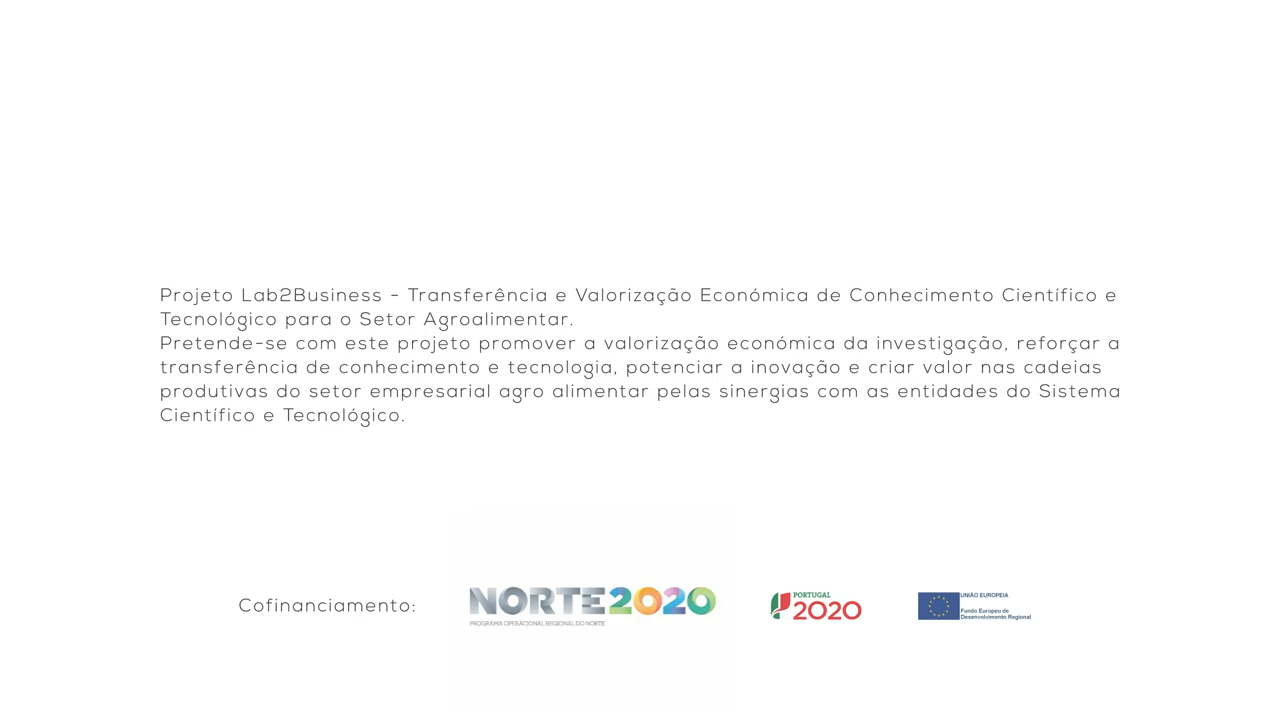 Projeto Lab2Business - Transferência e Valorização Económica de Conhecimento Científico e
Tecnológico para o Setor Agroalimentar.
Pretende-se com este projeto promover a valorização económica da investigação, reforçar a
transferência de conhecimento e tecnologia, potenciar a inovação e criar valor nas cadeias
produtivas do setor empresarial agro alimentar pelas sinergias com as entidades do Sistema
Científico e Tecnológico.
Cofinanciamento:
NORTE2020
PROGRAMA OPERACIONAL REGIONAL DO NORTE
PORTUGAL
2020
UNIÃO EUROPEIA
Fundo Europeu de
Desenvolvimento Regional